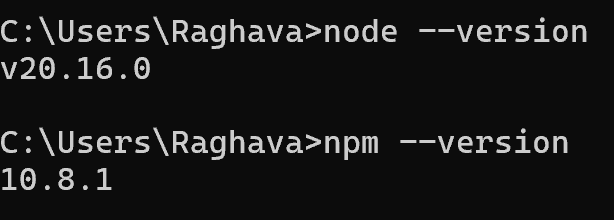 C:\Users\Raghava>node --version
v20.16.0
C:\Users\Raghava>npm --version
10.8.1